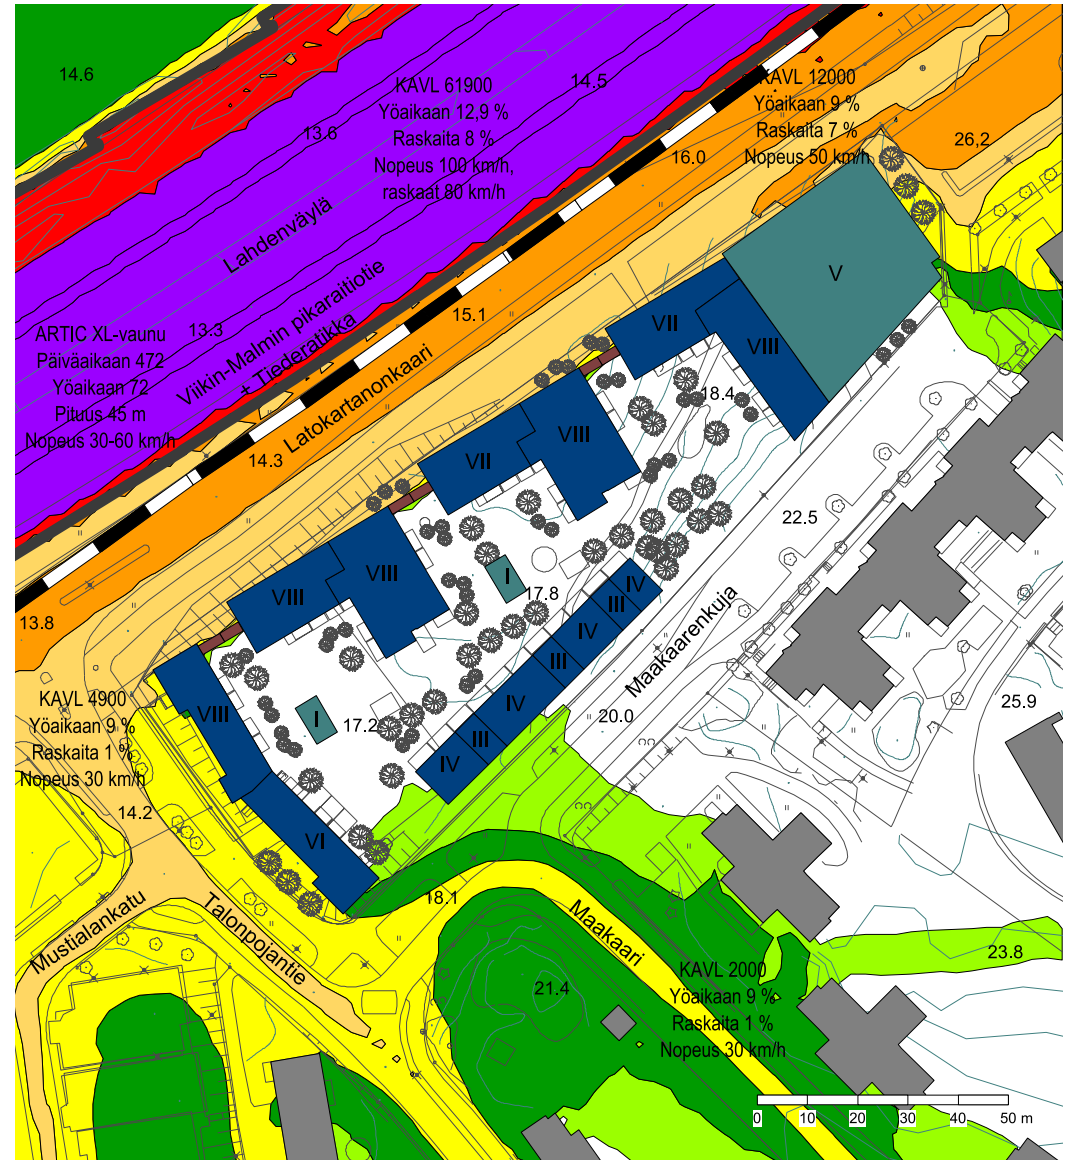 14.6
KAVL 61900
Yöaikaan 12,9 %
Raskaita 8 %
Nopeus 100 km/h,
raskaat 80 km/h
14.5
KAVL 12000
Yöaikaan 9 %
Raskaita 7 %
Nopeus 50 km/h
13.6
16.0
26,2
Lahdenväylä
V
13.3
15.1
VII
VIII
ARTIC XL-vaunu
Päiväaikaan 472
Yöaikaan 72
Pituus 45 m
Nopeus 30-60 km/h
Viikin-Malmin pikaraitiotie
+ Tiederatikka
Latokartanonkaari
14.3
18.4
VII
VIII
22.5
VIII
VIII
I
17.8
IV
III
IV
III
IV
III
IV
Maakaarenkuja
13.8
KAVL 4900
Yöaikaan 9 %
Raskaita 1 %
Nopeus 30 km/h
VIII
I
17.2
20.0
25.9
14.2
VI
18.1
Mustialankatu
Talonpojantie
Maakaari
23.8
21.4
KAVL 2000
Yöaikaan 9 %
Raskaita 1 %
Nopeus 30 km/h
0 10 20 30 40 50 m